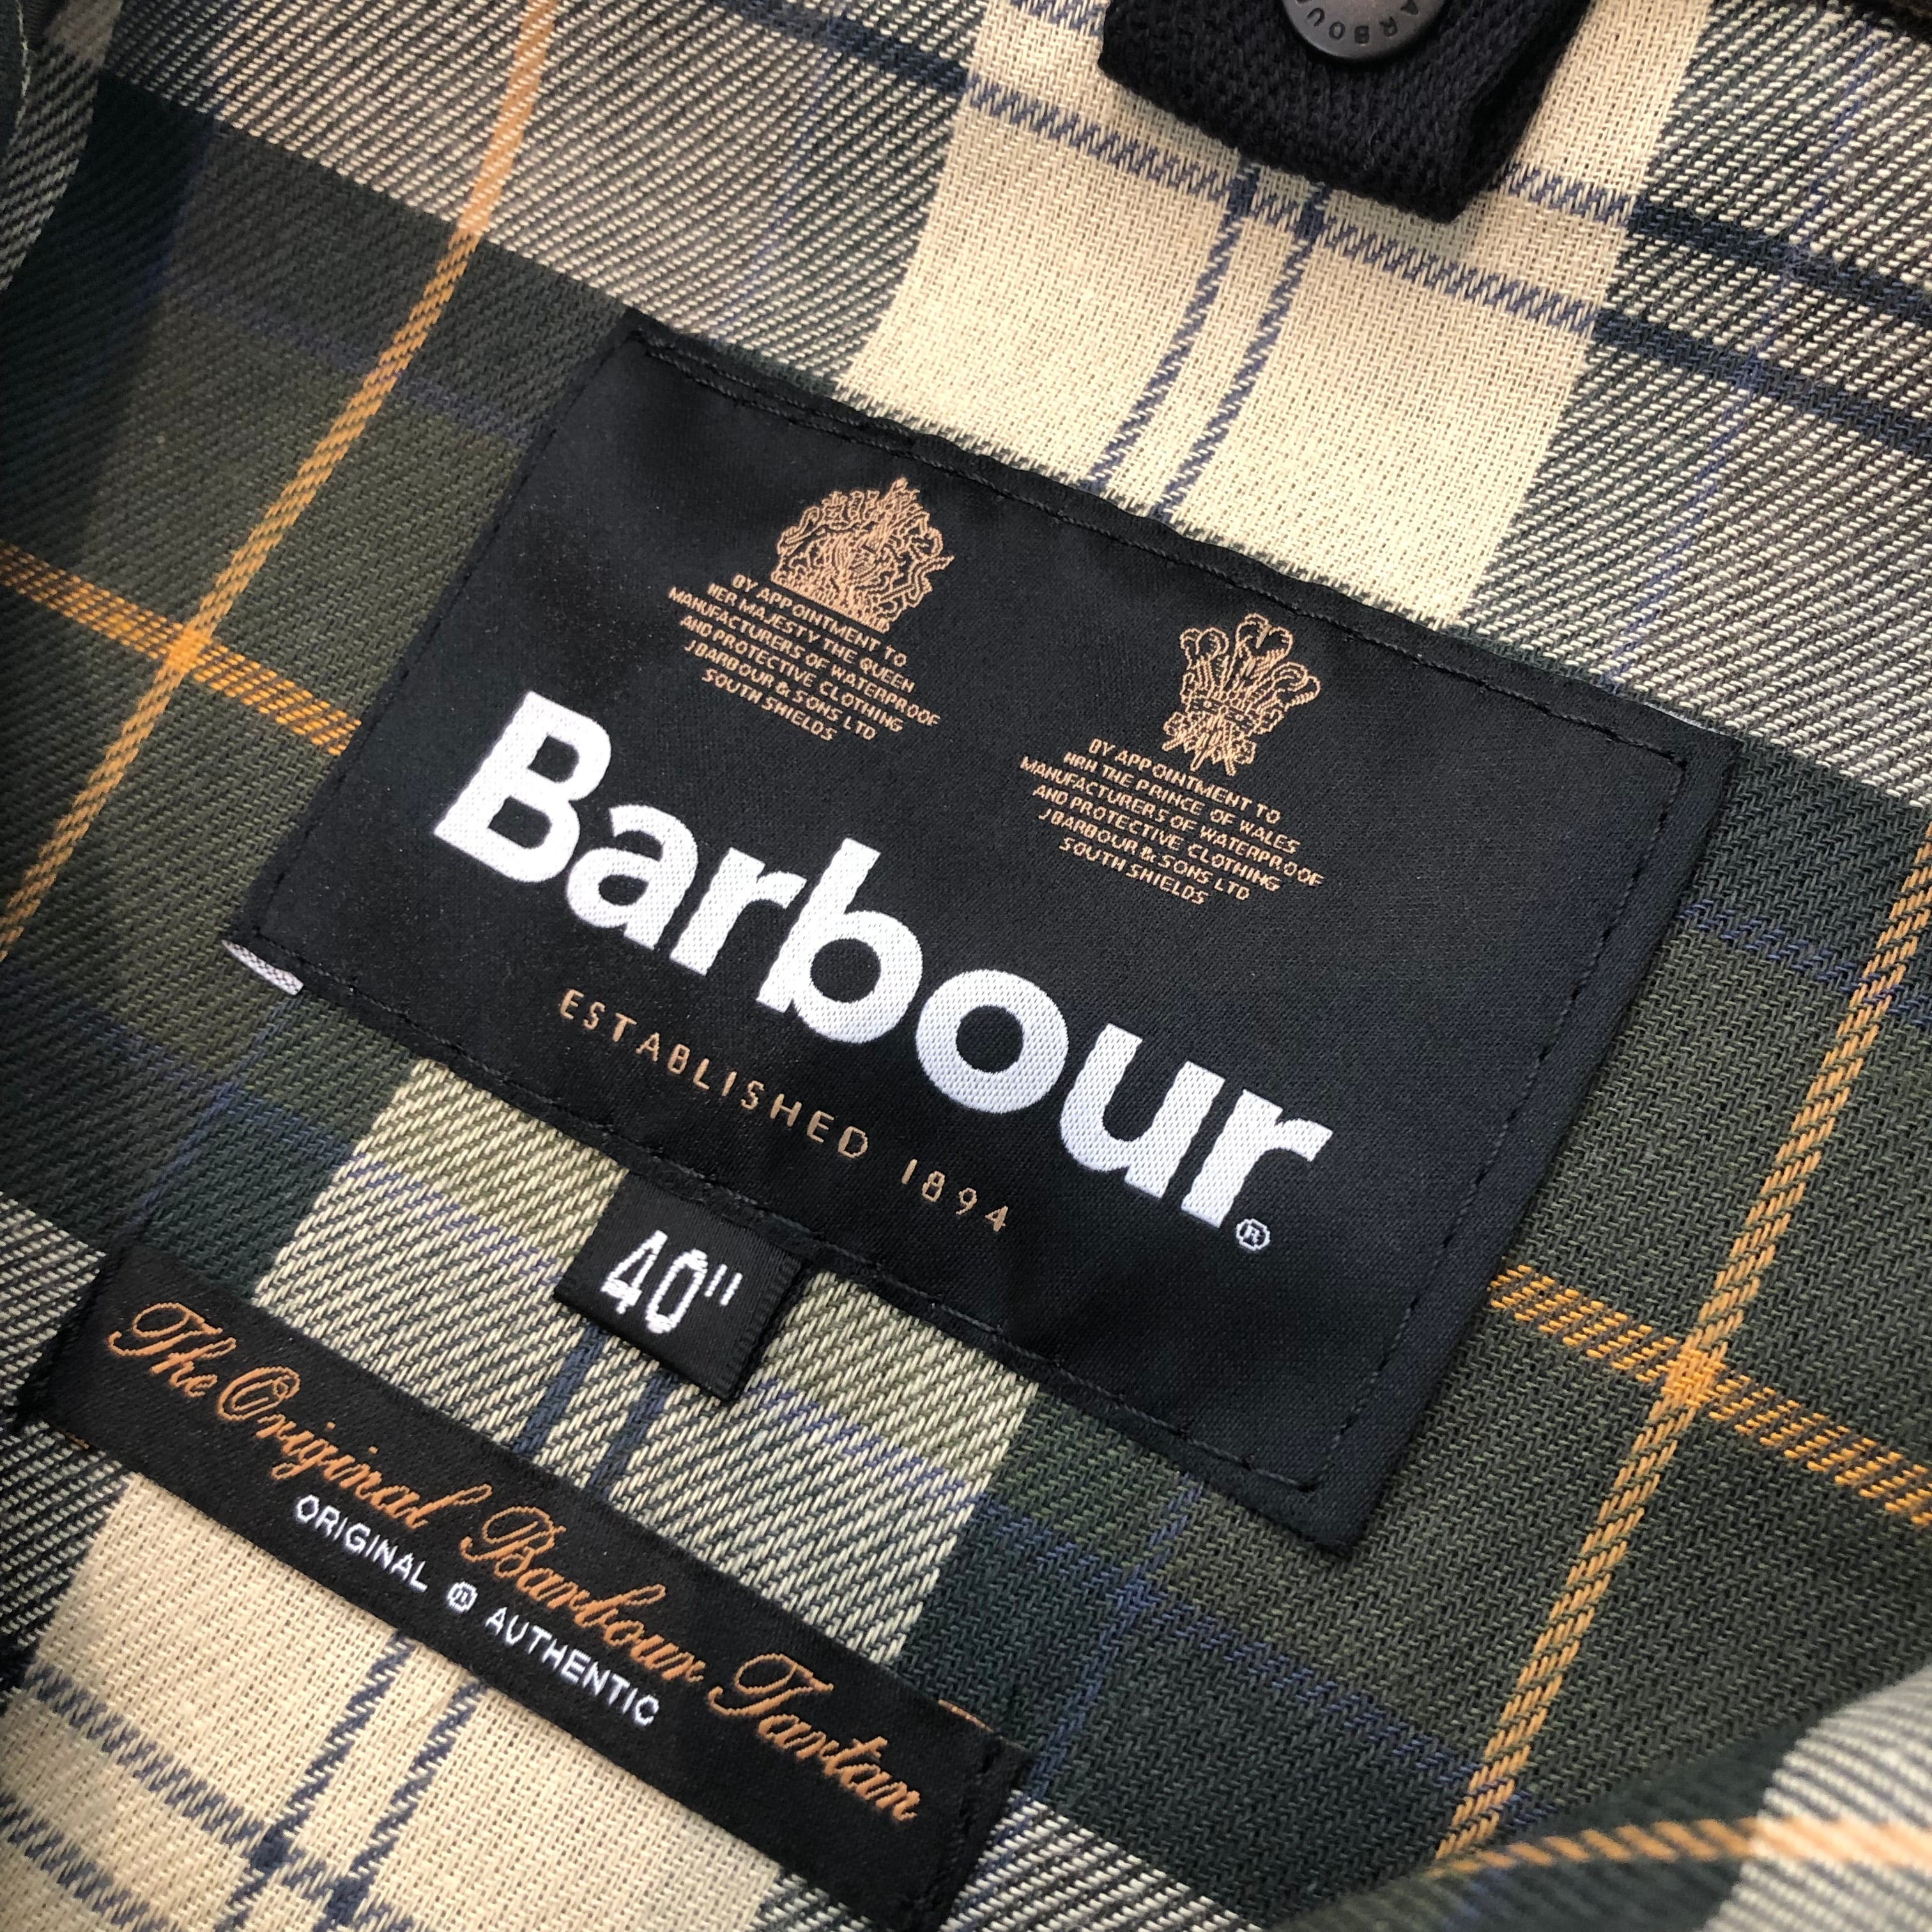 BARBOUR
BY APPOINTMENT TO
HER MAJESTY THE QUEEN
MANUFACTURERS OF WATERPROOF
AND PROTECTIVE CLOTHING
J BARBOUR & SONS LTD
SOUTH SHIELDS
BY APPOINTMENT TO
HRH THE PRINCE OF WALES
MANUFACTURERS OF WATERPROOF
AND PROTECTIVE CLOTHING
J BARBOUR & SONS LTD
SOUTH SHIELDS
Barbour®
ESTABLISHED 1894
40"
The Original Barbour Tartan
ORIGINAL ® AUTHENTIC